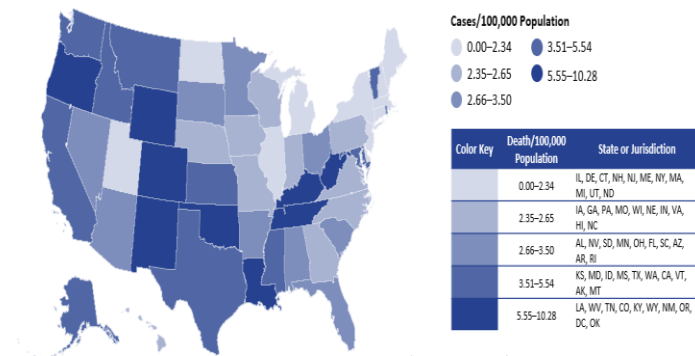 Cases/100,000 Population
0.00–2.34
3.51–5.54
2.35–2.65
5.55–10.28
2.66–3.50
Color Key
Death/100,000
Population
State or Jurisdiction
0.00–2.34
IL, DE, CT, NH, NJ, ME, NY, MA,
MI, UT, ND
2.35–2.65
IA, GA, PA, MO, WI, NE, IN, VA,
HI, NC
2.66–3.50
AL, NV, SD, MN, OH, FL, SC, AZ,
AR, RI
3.51–5.54
KS, MD, ID, MS, TX, WA, CA, VT,
AK, MT
5.55–10.28
LA, WV, TN, CO, KY, WY, NM, OR,
DC, OK